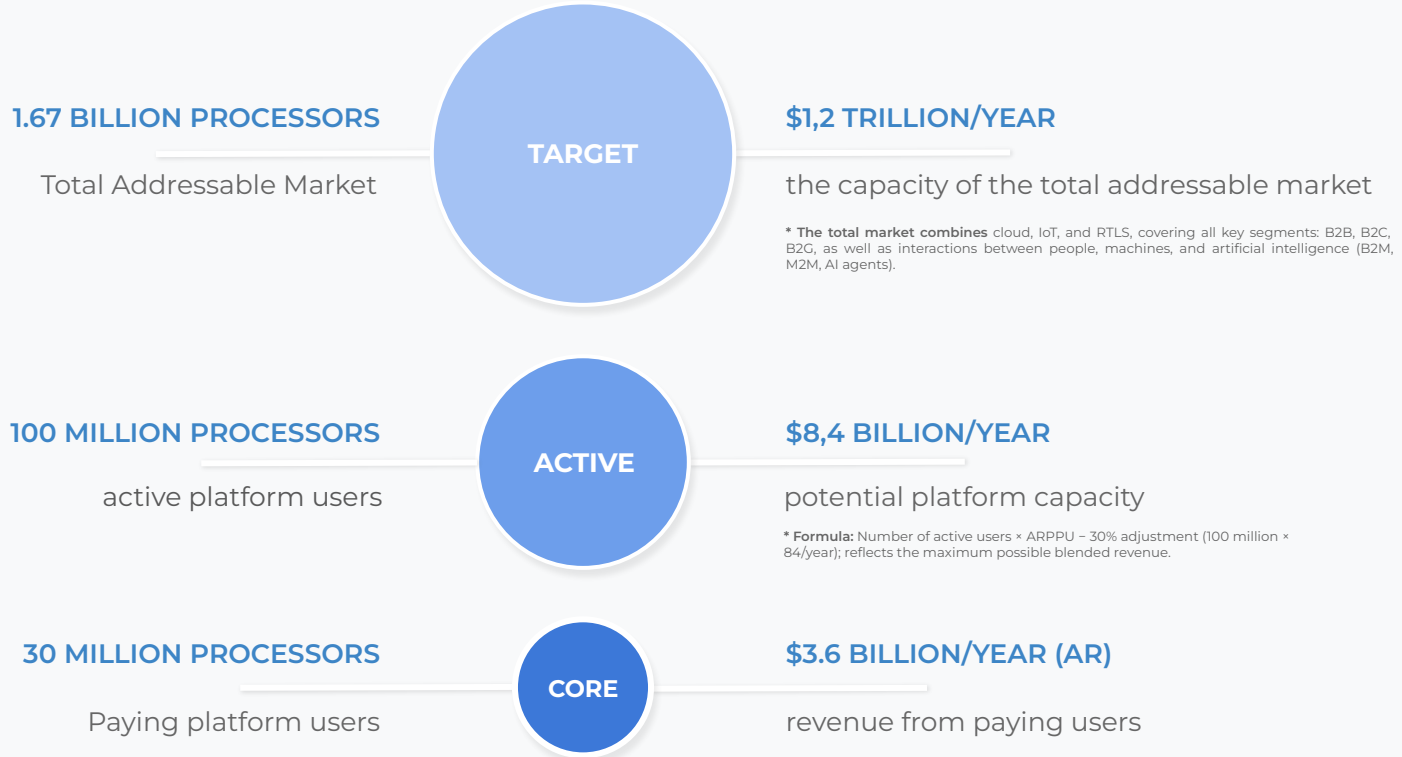 1.67 BILLION PROCESSORS
Total Addressable Market
TARGET
$1,2 TRILLION/YEAR
the capacity of the total addressable market
* The total market combines cloud, IoT, and RTLS, covering all key segments: B2B, B2C,
B2G, as well as interactions between people, machines, and artificial intelligence (B2M,
M2M, AI agents).
100 MILLION PROCESSORS
active platform users
ACTIVE
$8,4 BILLION/YEAR
potential platform capacity
* Formula: Number of active users × ARPPU − 30% adjustment (100 million ×
84/year); reflects the maximum possible blended revenue.
30 MILLION PROCESSORS
Paying platform users
CORE
$3.6 BILLION/YEAR (AR)
revenue from paying users